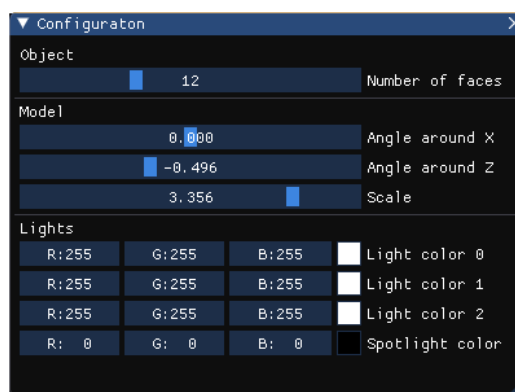 Configuraton
Object
12 Number of faces
Model
0.000 Angle around X
-0.496 Angle around Z
3.356 Scale
Lights
R:255 G:255 B:255 Light color 0
R:255 G:255 B:255 Light color 1
R:255 G:255 B:255 Light color 2
R: 0 G: 0 B: 0 Spotlight color